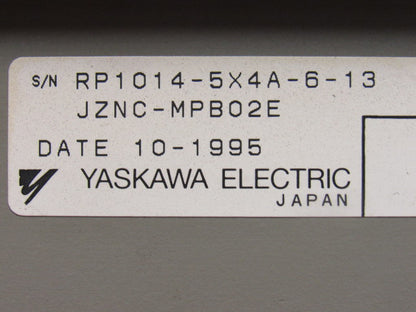 S/N RP1014-5X4A-6-13
JZNC-MPB02E
DATE 10-1995
YASKAWA ELECTRIC
JAPAN